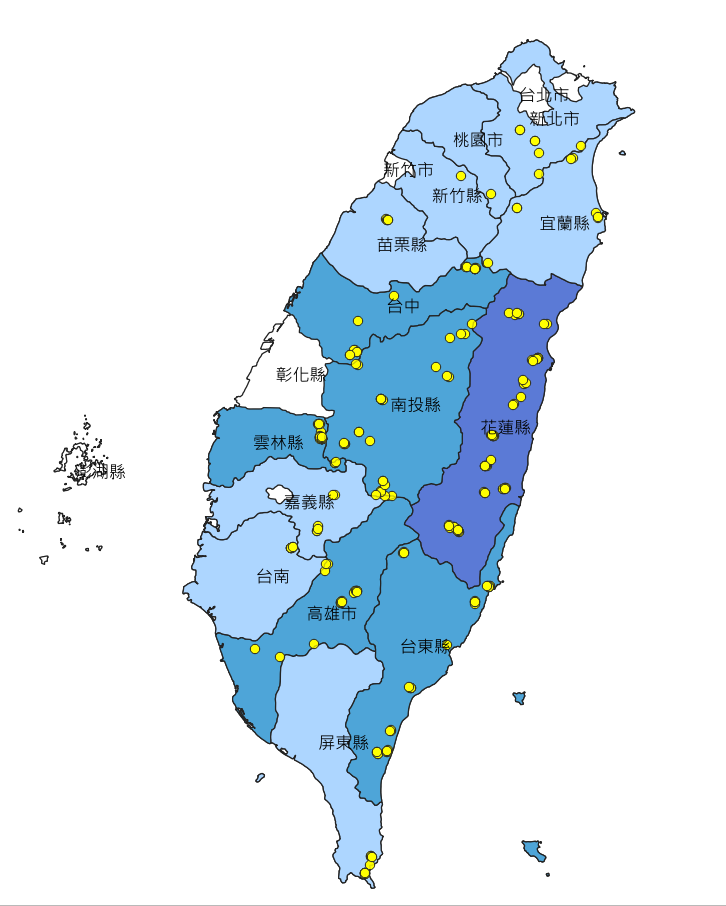 台北市
新北市
桃園市
新竹市
新竹縣
宜蘭縣
苗栗縣
台中
彰化縣
南投縣
花蓮縣
雲林縣
湖縣
嘉義縣
台南
高雄市
台東縣
屏東縣